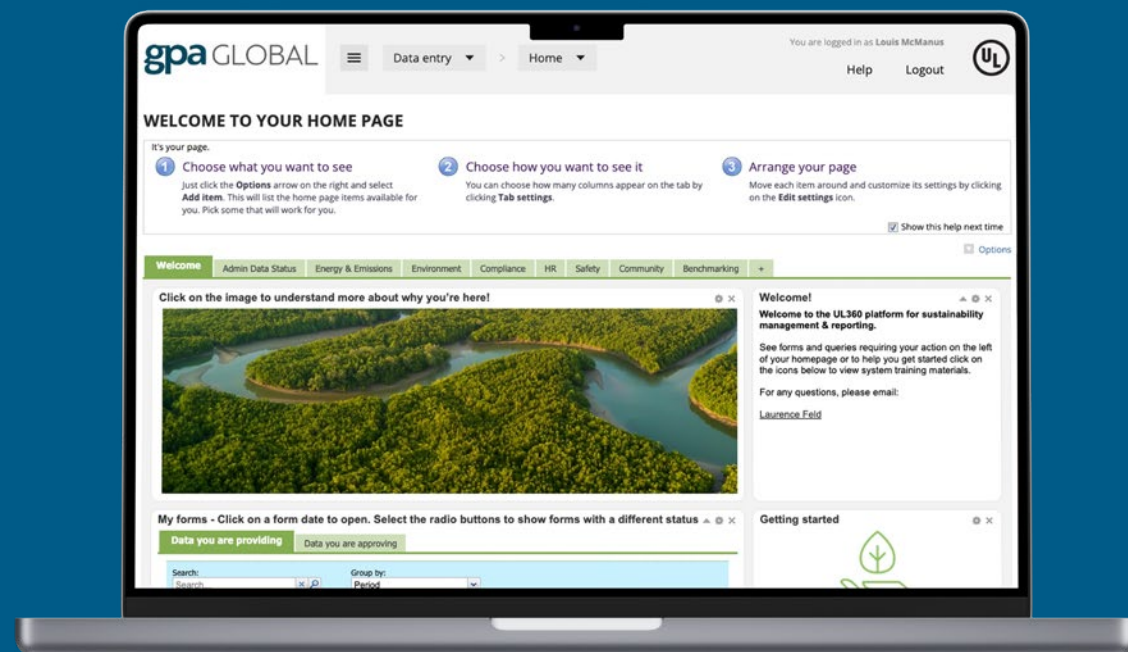 gpa GLOBAL
Data entry
>
Home
You are logged in as Louis McManus
Help
Logout
UL
WELCOME TO YOUR HOME PAGE
It's your page.
1 Choose what you want to see
Just click the Options arrow on the right and select
Add item. This will list the home page items available for
you. Pick some that will work for you.
2 Choose how you want to see it
You can choose how many columns appear on the tab by
clicking Tab settings.
3 Arrange your page
Move each item around and customize its settings by clicking
on the Edit settings icon.
Show this help next time
Options
Welcome
Admin Data Status
Energy & Emissions
Environment
Compliance
HR
Safety
Community
Benchmarking
+
Click on the image to understand more about why you're here!
Welcome!
Welcome to the UL360 platform for sustainability
management & reporting.
See forms and queries requiring your action on the left
of your homepage or to help you get started click on
the icons below to view system training materials.
For any questions, please email:
Laurence Feld
My forms - Click on a form date to open. Select the radio buttons to show forms with a different status
Data you are providing
Data you are approving
Search:
Search...
Group by:
Period
Getting started